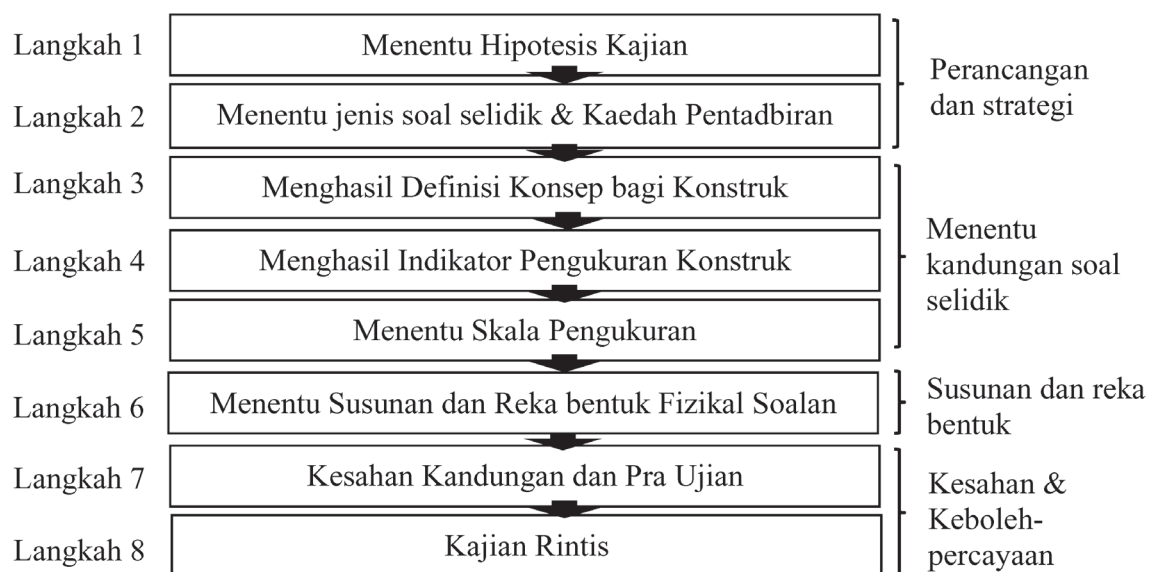 Langkah 1
Menentu Hipotesis Kajian
Langkah 2
Menentu jenis soal selidik & Kaedah Pentadbiran
Perancangan
dan strategi
Langkah 3
Menghasil Definisi Konsep bagi Konstruk
Langkah 4
Menghasil Indikator Pengukuran Konstruk
Langkah 5
Menentu Skala Pengukuran
Menentu
kandungan soal
selidik
Langkah 6
Menentu Susunan dan Reka bentuk Fizikal Soalan
Susunan dan reka
bentuk
Langkah 7
Kesahan Kandungan dan Pra Ujian
Langkah 8
Kajian Rintis
Kesahan &
Keboleh-
percayaan